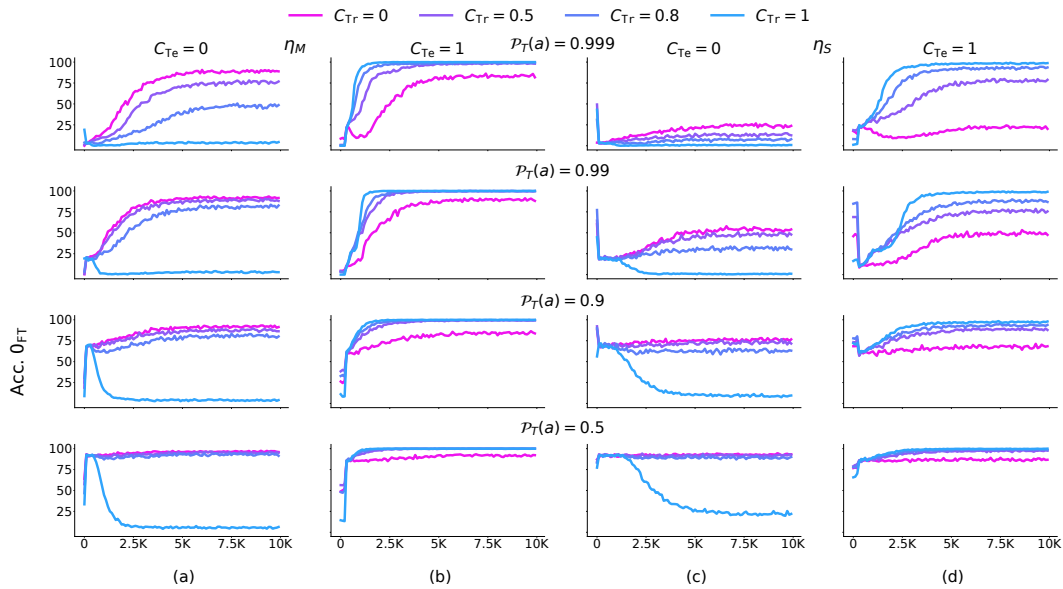 C_Tr = 0 C_Tr = 0.5 C_Tr = 0.8 C_Tr = 1
C_Te = 0 η_M C_Te = 1 𝒫_T(a) = 0.999 C_Te = 0 η_S C_Te = 1
100
75
50
25
𝒫_T(a) = 0.99
100
75
50
25
𝒫_T(a) = 0.9
100
75
50
25
Acc. 0_FT
𝒫_T(a) = 0.5
100
75
50
25
0 2.5K 5K 7.5K 10K 0 2.5K 5K 7.5K 10K 0 2.5K 5K 7.5K 10K 0 2.5K 5K 7.5K 10K
(a) (b) (c) (d)